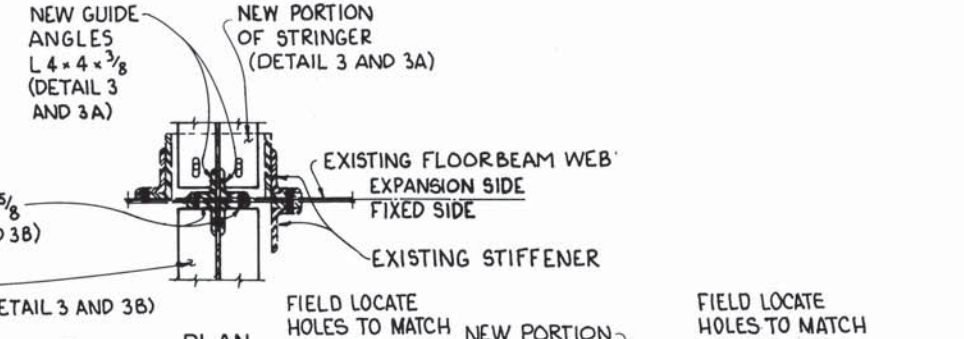 NEW GUIDE
ANGLES
L 4 x 4 x 3/8
(DETAIL 3
AND 3A)
NEW PORTION
OF STRINGER
(DETAIL 3 AND 3A)
EXISTING FLOORBEAM WEB
EXPANSION SIDE
FIXED SIDE
EXISTING STIFFENER
5/8
3B)
DETAIL 3 AND 3B)
PLAN
FIELD LOCATE
HOLES TO MATCH
NEW PORTION
FIELD LOCATE
HOLES TO MATCH